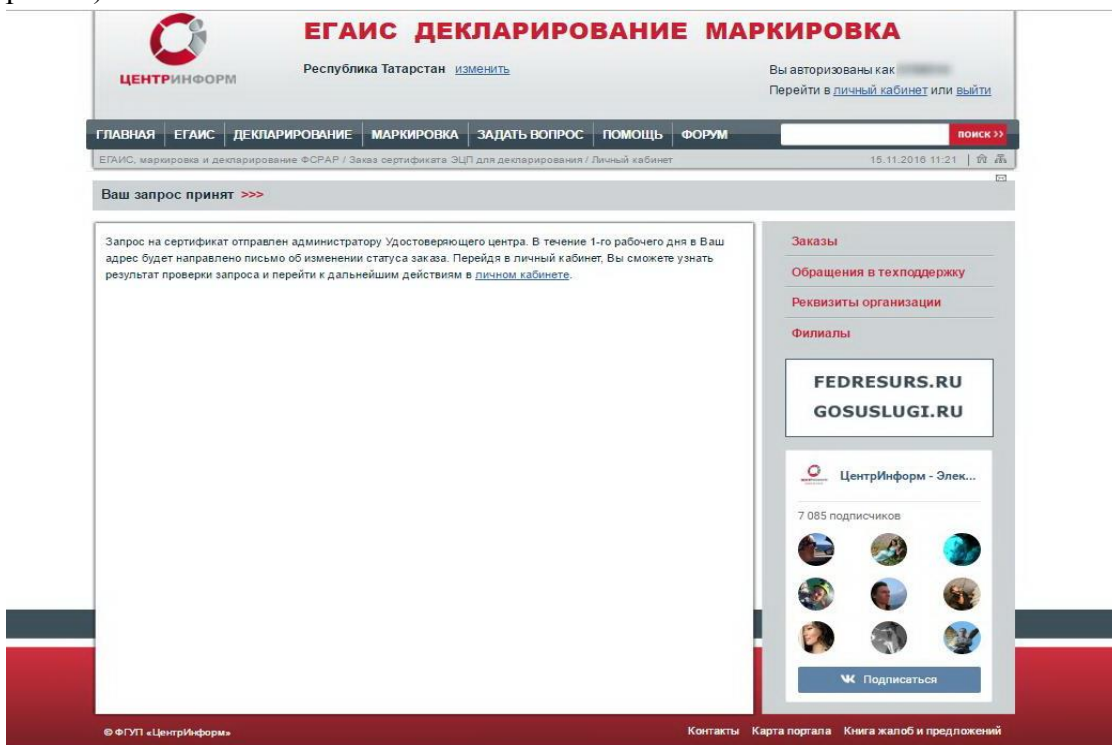 ЦЕНТРИНФОРМ
ЕГАИС ДЕКЛАРИРОВАНИЕ МАРКИРОВКА
Республика Татарстан изменить
Вы авторизованы как
Перейти в личный кабинет или выйти
ГЛАВНАЯ ЕГАИС ДЕКЛАРИРОВАНИЕ МАРКИРОВКА ЗАДАТЬ ВОПРОС ПОМОЩЬ ФОРУМ ПОИСК >>
ЕГАИС, маркировка и декларирование ФСРАР / Заказ сертификата ЭЦП для декларирования / Личный кабинет 15.11.2016 11:21
Ваш запрос принят >>>
Запрос на сертификат отправлен администратору Удостоверяющего центра. В течение 1-го рабочего дня в Ваш
адрес будет направлено письмо об изменении статуса заказа. Перейдя в личный кабинет, Вы сможете узнать
результат проверки запроса и перейти к дальнейшим действиям в личном кабинете.
Заказы
Обращения в техподдержку
Реквизиты организации
Филиалы
FEDRESURS.RU
GOSUSLUGI.RU
ЦентрИнформ - Элек...
7 085 подписчиков
Подписаться
© ФГУП «ЦентрИнформ»
Контакты Карта портала Книга жалоб и предложений